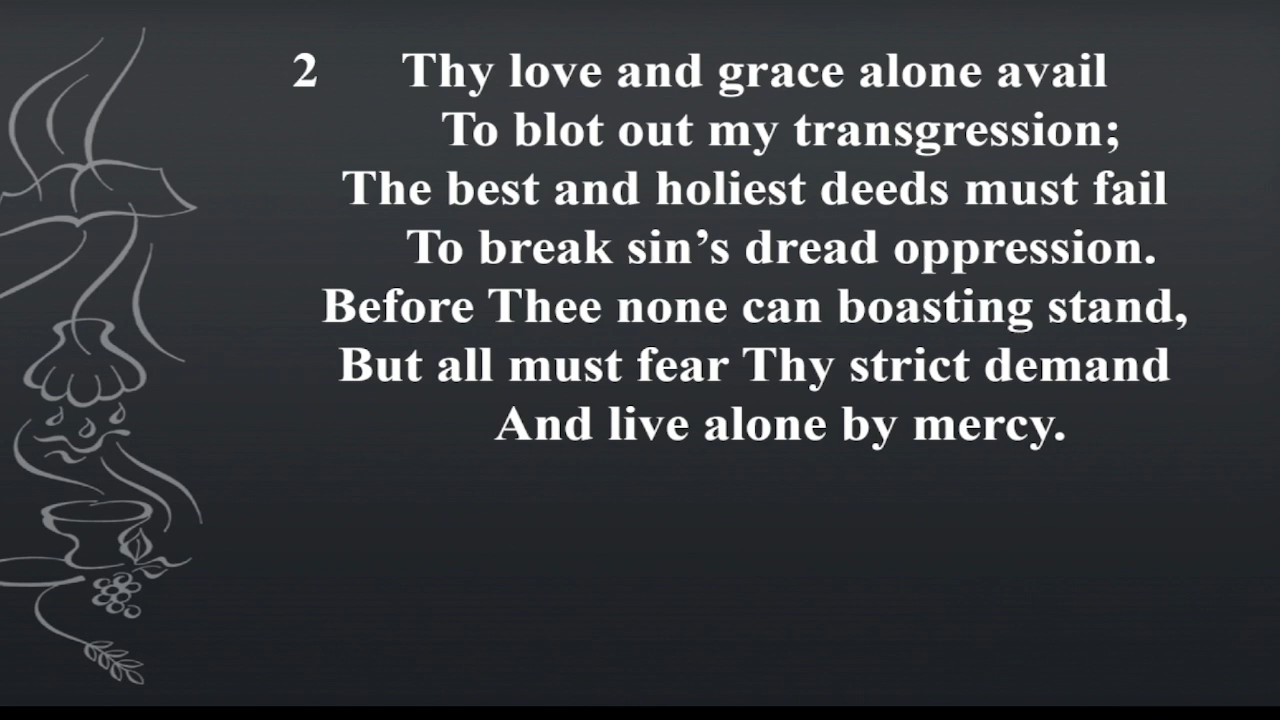 2 Thy love and grace alone avail
To blot out my transgression;
The best and holiest deeds must fail
To break sin’s dread oppression.
Before Thee none can boasting stand,
But all must fear Thy strict demand
And live alone by mercy.